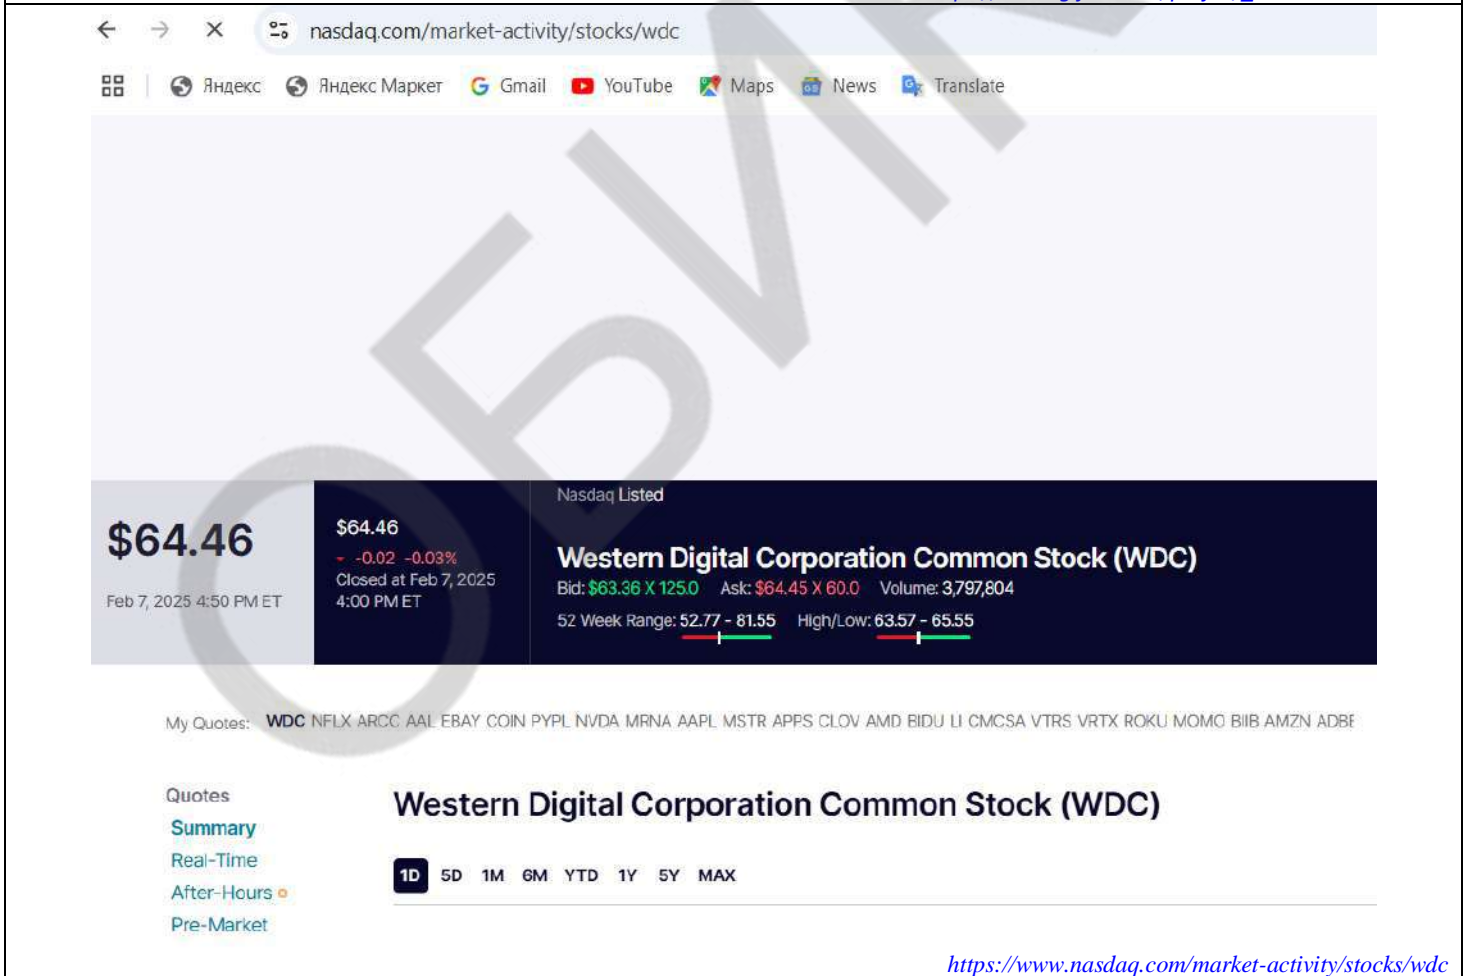 nasdaq.com/market-activity/stocks/wdc
Яндекс Яндекс Маркет Gmail YouTube Maps News Translate
ОБИ
$64.46
Feb 7, 2025 4:50 PM ET
$64.46
-0.02 -0.03%
Closed at Feb 7, 2025
4:00 PM ET
Nasdaq Listed
Western Digital Corporation Common Stock (WDC)
Bid: $63.36 X 125.0 Ask: $64.45 X 60.0 Volume: 3,797,804
52 Week Range: 52.77 - 81.55 High/Low: 63.57 - 65.55
My Quotes: WDC NFLX ARCC AAL EBAY COIN PYPL NVDA MRNA AAPL MSTR APPS CLOV AMD BIDU LI CMCSA VTRS VRTX ROKU MOMO BIIB AMZN ADBE
Quotes
Summary
Real-Time
After-Hours
Pre-Market
Western Digital Corporation Common Stock (WDC)
1D 5D 1M 6M YTD 1Y 5Y MAX
https://www.nasdaq.com/market-activity/stocks/wdc